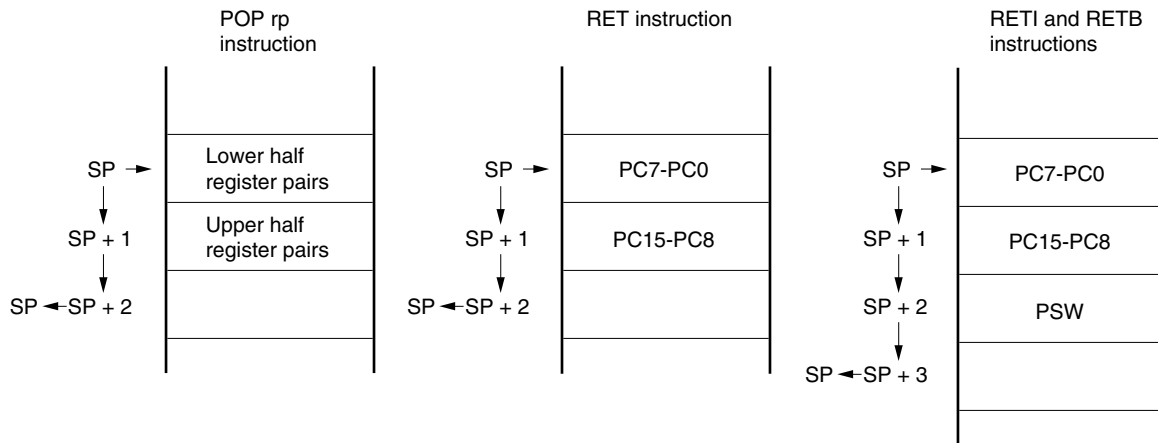 POP rp
instruction
RET instruction
RETI and RETB
instructions
SP
Lower half
register pairs
SP + 1
Upper half
register pairs
SP SP + 2
SP
PC7-PC0
SP + 1
PC15-PC8
SP SP + 2
SP
PC7-PC0
SP + 1
PC15-PC8
SP + 2
PSW
SP SP + 3